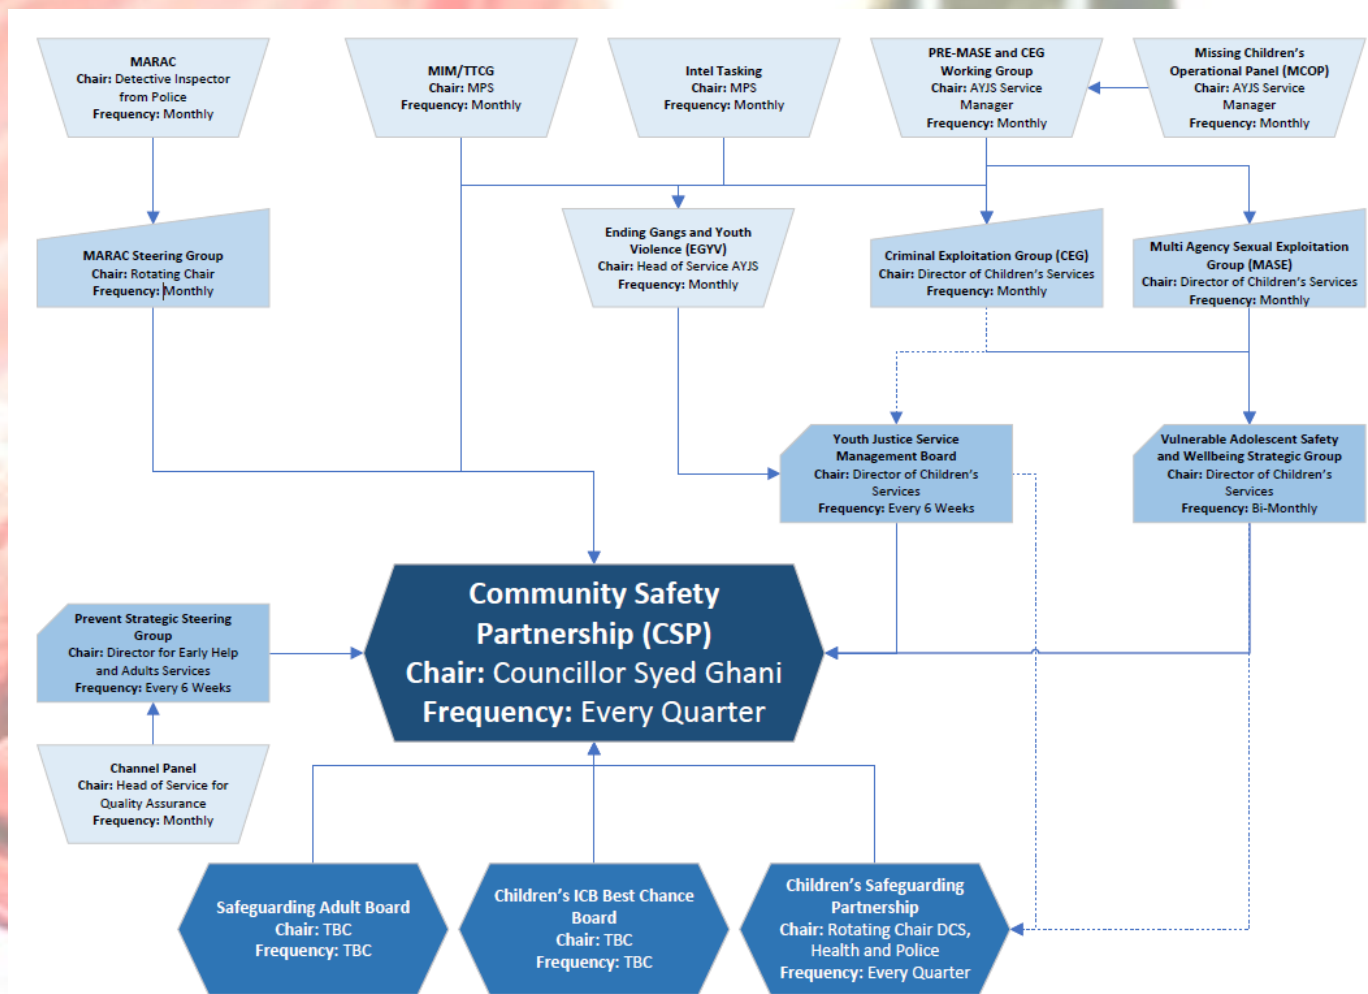 MARAC
Chair: Detective Inspector
from Police
Frequency: Monthly
MIM/TTCG
Chair: MPS
Frequency: Monthly
Intel Tasking
Chair: MPS
Frequency: Monthly
PRE-MASE and CEG
Working Group
Chair: AYJS Service
Manager
Frequency: Monthly
Missing Children's
Operational Panel (MCOP)
Chair: AYJS Service
Manager
Frequency: Monthly
MARAC Steering Group
Chair: Rotating Chair
Frequency: Monthly
Ending Gangs and Youth
Violence (EGYV)
Chair: Head of Service AYJS
Frequency: Monthly
Criminal Exploitation Group (CEG)
Chair: Director of Children's Services
Frequency: Monthly
Multi Agency Sexual Exploitation
Group (MASE)
Chair: Director of Children's Services
Frequency: Monthly
Youth Justice Service
Management Board
Chair: Director of Children's
Services
Frequency: Every 6 Weeks
Vulnerable Adolescent Safety
and Wellbeing Strategic Group
Chair: Director of Children's
Services
Frequency: Bi-Monthly
Community Safety
Partnership (CSP)
Chair: Councillor Syed Ghani
Frequency: Every Quarter
Prevent Strategic Steering
Group
Chair: Director for Early Help
and Adults Services
Frequency: Every 6 Weeks
Channel Panel
Chair: Head of Service for
Quality Assurance
Frequency: Monthly
Safeguarding Adult Board
Chair: TBC
Frequency: TBC
Children's ICB Best Chance
Board
Chair: TBC
Frequency: TBC
Children's Safeguarding
Partnership
Chair: Rotating Chair DCS,
Health and Police
Frequency: Every Quarter